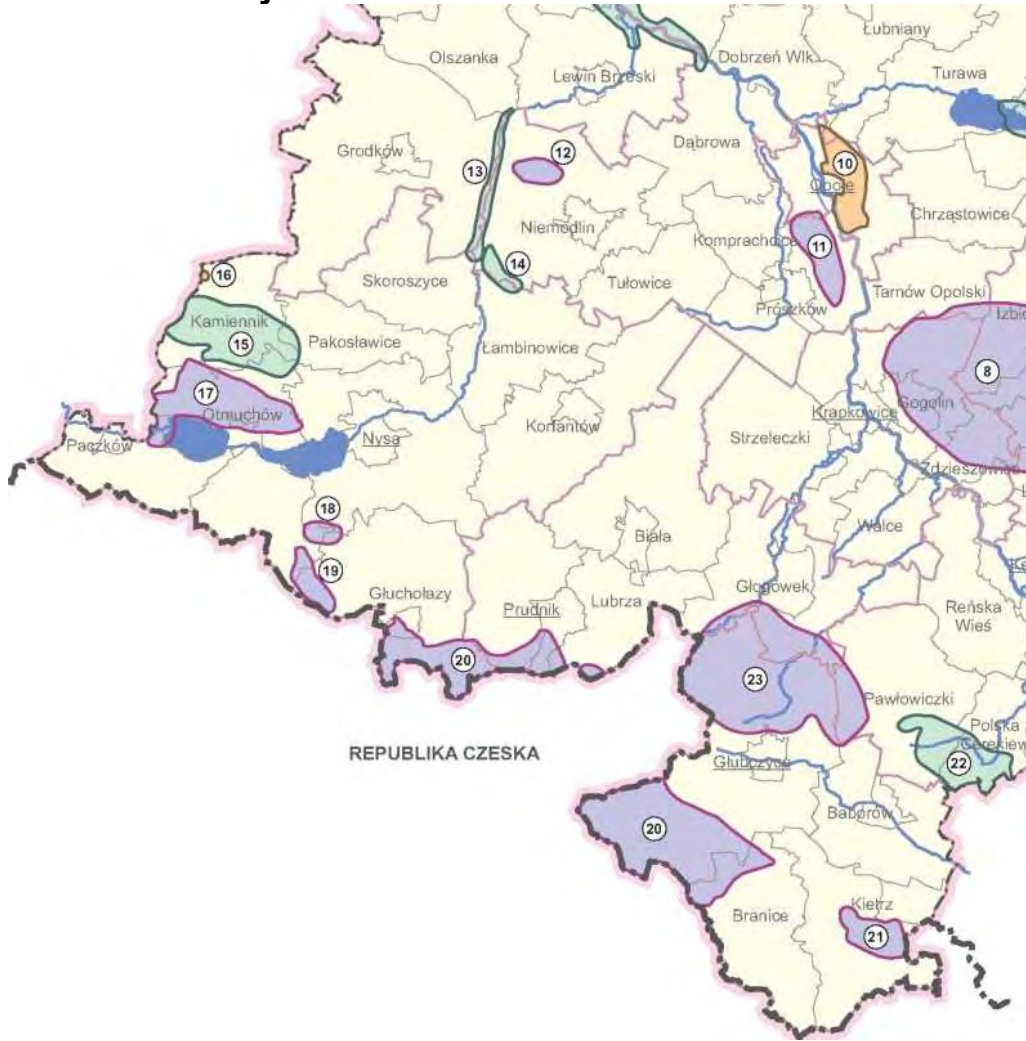 Łubniany
Olszanka
Dobrzeń Wlk.
Lewin Brzeski
Turawa
Dąbrowa
Grodków
12
13
10
Opole
Chrząstowice
Niemodlin
Komprachcice
11
14
16
Skoroszyce
Tułowice
Tarnów Opolski
Prószków
Kamiennik
15
Pakosławice
Łambinowice
8
17
Otmuchów
Gogolin
Krapkowice
Paczków
Nysa
Korfantów
Strzeleczki
Zdzieszowice
18
Walce
Biała
19
Głuchołazy
Głogówek
Lubrza
Prudnik
Reńska
Wieś
20
23
Pawłowiczki
Polska
Cerekiew
REPUBLIKA CZESKA
Głubczyce
22
20
Baborów
Kietrz
Branice
21